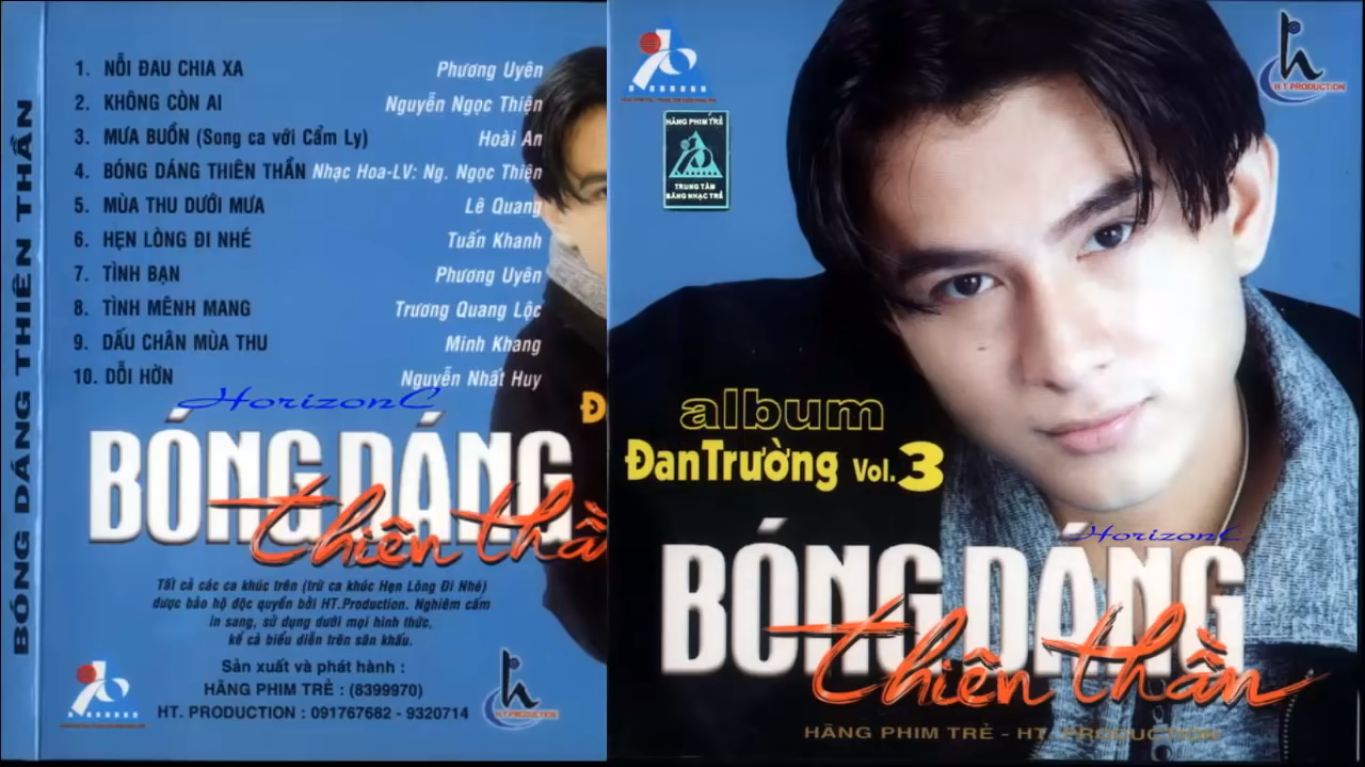 BÓNG DÁNG THIÊN THẦN
1. NỖI ĐAU CHIA XA Phương Uyên
2. KHÔNG CÒN AI Nguyễn Ngọc Thiện
3. MƯA BUỒN (Song ca với Cẩm Ly) Hoài An
4. BÓNG DÁNG THIÊN THẦN Nhạc Hoa-LV: Ng. Ngọc Thiện
5. MÙA THU DƯỚI MƯA Lê Quang
6. HẸN LÒNG ĐI NHÉ Tuấn Khanh
7. TÌNH BẠN Phương Uyên
8. TÌNH MÊNH MANG Trương Quang Lộc
9. DẤU CHÂN MÙA THU Minh Khang
10. DỖI HỜN Nguyễn Nhất Huy
HorizonC
Đ
BÓNG DÁNG
thiên thầ
Tất cả các ca khúc trên (trừ ca khúc Hẹn Lòng Đi Nhé)
được bảo hộ độc quyền bởi HT.Production. Nghiêm cấm
in sang, sử dụng dưới mọi hình thức,
kể cả biểu diễn trên sân khấu.
Sản xuất và phát hành :
HÃNG PHIM TRẺ : (8399970)
HT. PRODUCTION : 091767682 - 9320714
H.T. PRODUCTION
H.T. PRODUCTION
HÃNG PHIM TRẺ
TRUNG TÂM
BĂNG NHẠC TRẺ
album
Đan Trường Vol.3
HorizonC
BÓNG DÁNG
thiên thần
HÃNG PHIM TRẺ - HT. PRODUCTION